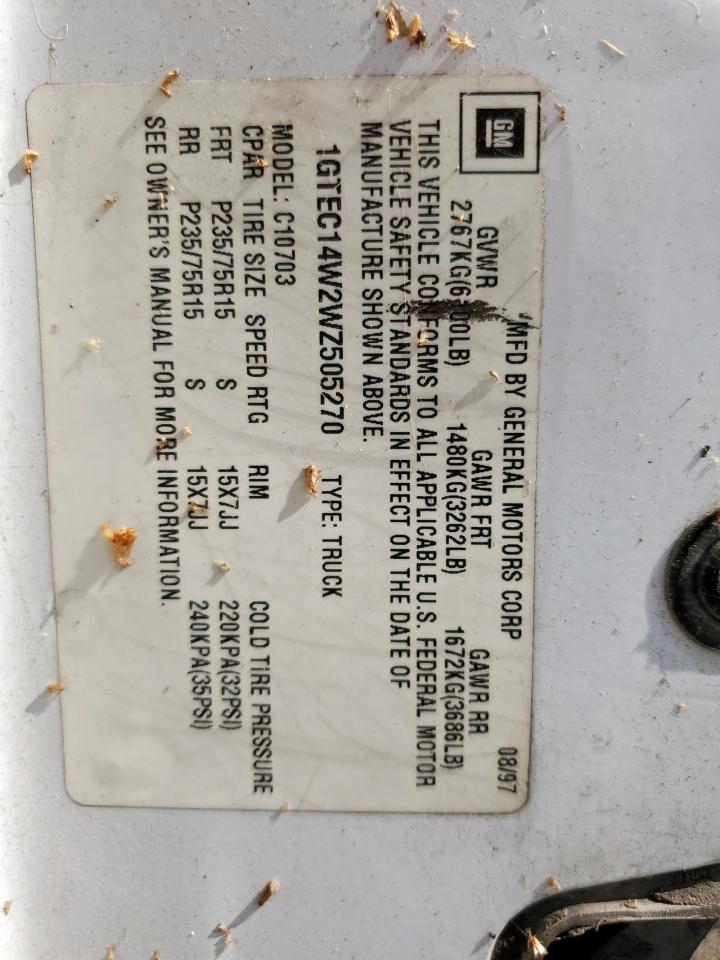 GM
MFD BY GENERAL MOTORS CORP 08/97
GVWR GAWR FRT GAWR RR
2767KG(6100LB) 1480KG(3262LB) 1672KG(3686LB)
THIS VEHICLE CONFORMS TO ALL APPLICABLE U.S. FEDERAL MOTOR
VEHICLE SAFETY STANDARDS IN EFFECT ON THE DATE OF
MANUFACTURE SHOWN ABOVE.
1GTEC14W2WZ505270 TYPE: TRUCK
MODEL: C10703
CPAR TIRE SIZE SPEED RTG RIM COLD TIRE PRESSURE
FRT P235/75R15 S 15X7JJ 220KPA(32PSI)
RR P235/75R15 S 15X7JJ 240KPA(35PSI)
SEE OWNER'S MANUAL FOR MORE INFORMATION.